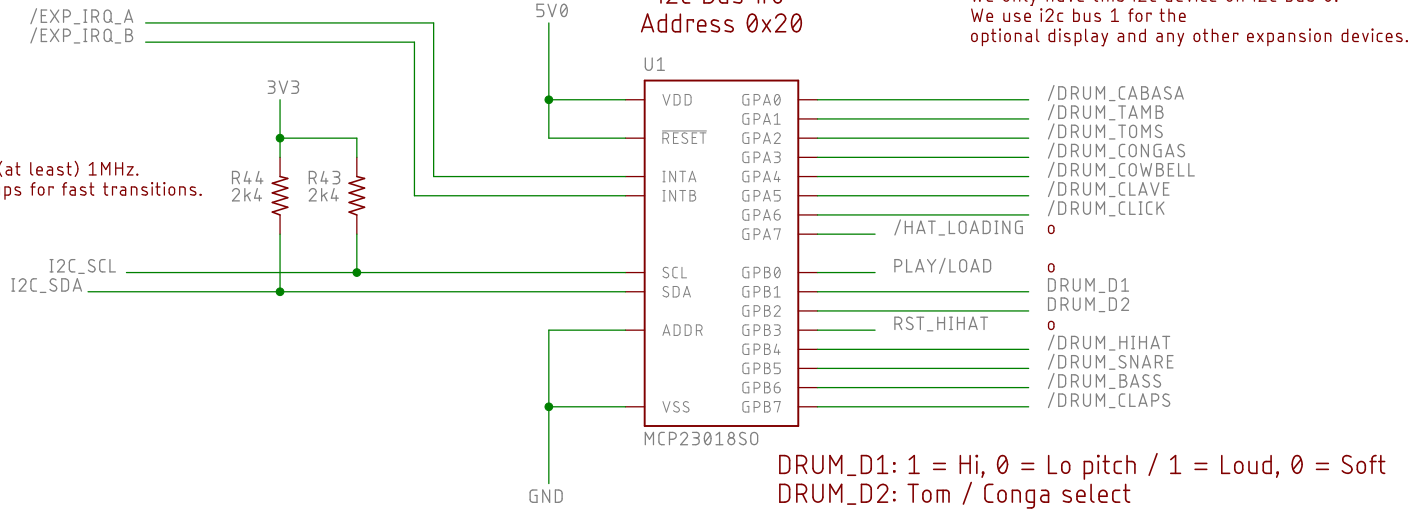 /EXP_IRQ_A
/EXP_IRQ_B
5V0
Address 0x20
We use i2c bus 1 for the
optional display and any other expansion devices.
U1
3V3
(at least) 1MHz.
ps for fast transitions.
R44
2k4
R43
2k4
I2C_SCL
I2C_SDA
VDD
RESET
INTA
INTB
SCL
SDA
ADDR
VSS
GPA0
GPA1
GPA2
GPA3
GPA4
GPA5
GPA6
GPA7
GPB0
GPB1
GPB2
GPB3
GPB4
GPB5
GPB6
GPB7
/DRUM_CABASA
/DRUM_TAMB
/DRUM_TOMS
/DRUM_CONGAS
/DRUM_COWBELL
/DRUM_CLAVE
/DRUM_CLICK
/HAT_LOADING o
PLAY/LOAD o
DRUM_D1
DRUM_D2
RST_HIHAT o
/DRUM_HIHAT
/DRUM_SNARE
/DRUM_BASS
/DRUM_CLAPS
MCP23018SO
GND
DRUM_D1: 1 = Hi, 0 = Lo pitch / 1 = Loud, 0 = Soft
DRUM_D2: Tom / Conga select